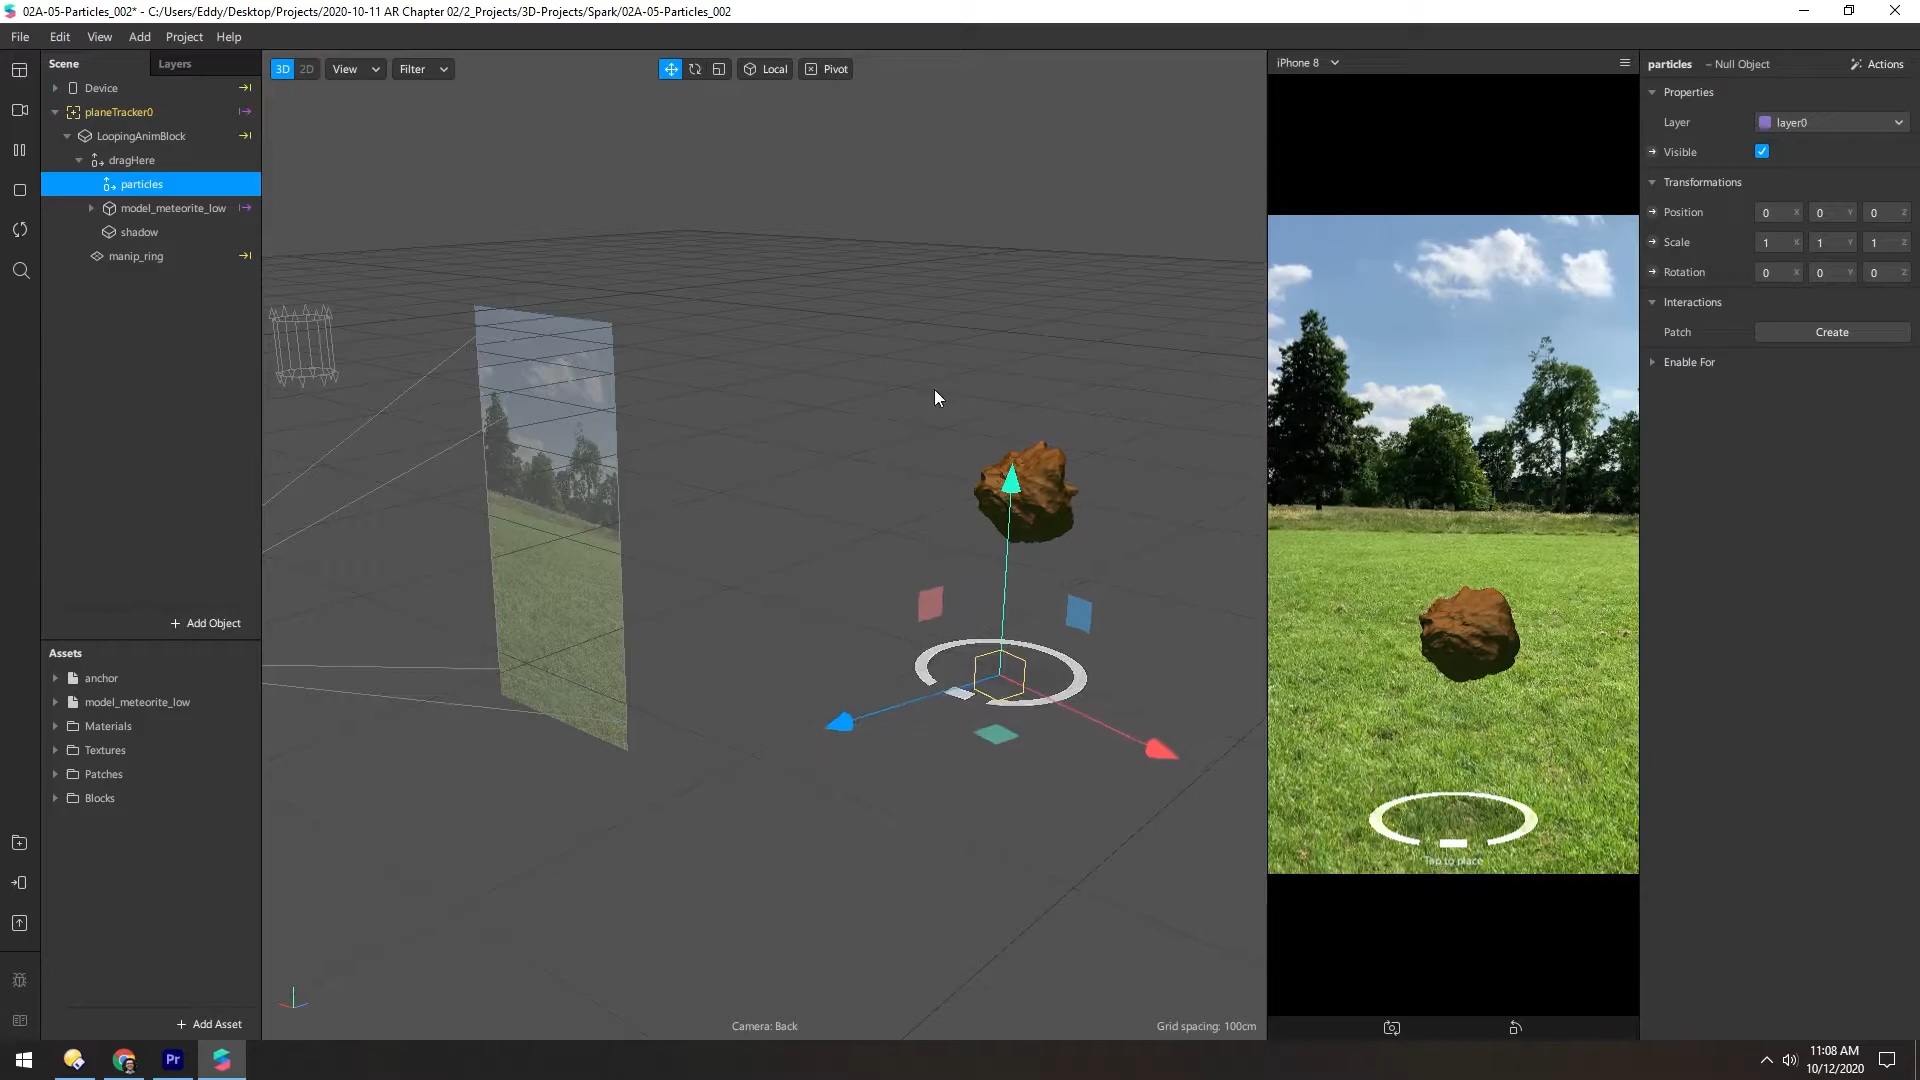 02A-05-Particles_002* - C:/Users/Eddy/Desktop/Projects/2020-10-11 AR Chapter 02/2_Projects/3D-Projects/Spark/02A-05-Particles_002
File Edit View Add Project Help
Scene Layers
Device
planeTracker0
LoopingAnimBlock
dragHere
particles
model_meteorite_low
shadow
manip_ring
+ Add Object
Assets
anchor
model_meteorite_low
Materials
Textures
Patches
Blocks
+ Add Asset
3D 2D View Filter Local Pivot
Camera: Back
Grid spacing: 100cm
iPhone 8
Tap to place
particles – Null Object Actions
Properties
Layer layer0
Visible
Transformations
Position 0 X 0 Y 0 Z
Scale 1 X 1 Y 1 Z
Rotation 0 X 0 Y 0 Z
Interactions
Patch Create
Enable For
Pr
11:08 AM
10/12/2020